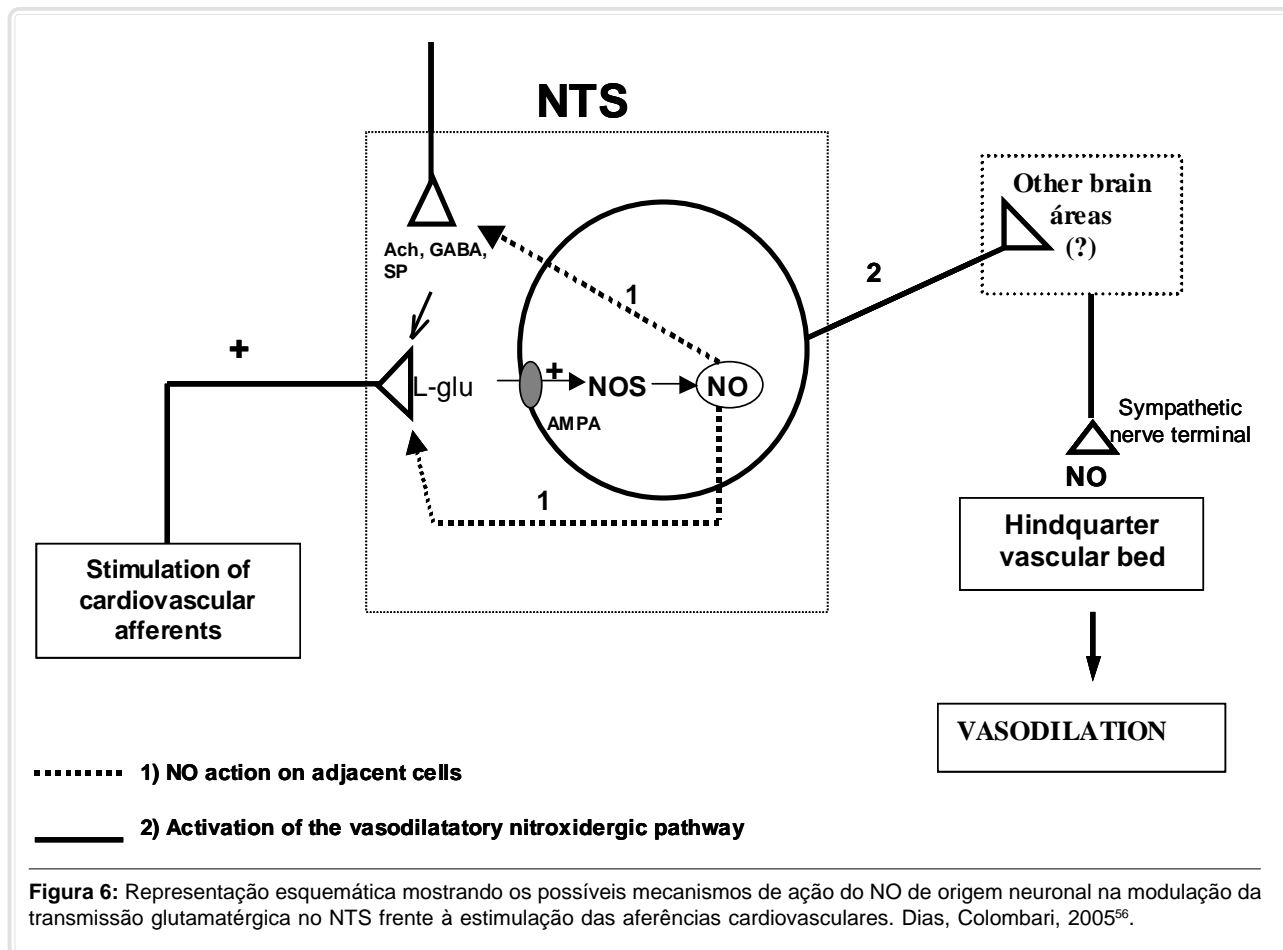 NTS
Other brain
áreas
(?)
Ach, GABA,
SP
1
2
+
L-glu
+
NOS
NO
AMPA
Sympathetic
nerve terminal
NO
1
Hindquarter
vascular bed
Stimulation of
cardiovascular
afferents
VASODILATION
1) NO action on adjacent cells
2) Activation of the vasodilatatory nitroxidergic pathway
Figura 6: Representação esquemática mostrando os possíveis mecanismos de ação do NO de origem neuronal na modulação da
transmissão glutamatérgica no NTS frente à estimulação das aferências cardiovasculares. Dias, Colombari, 2005⁵⁶.